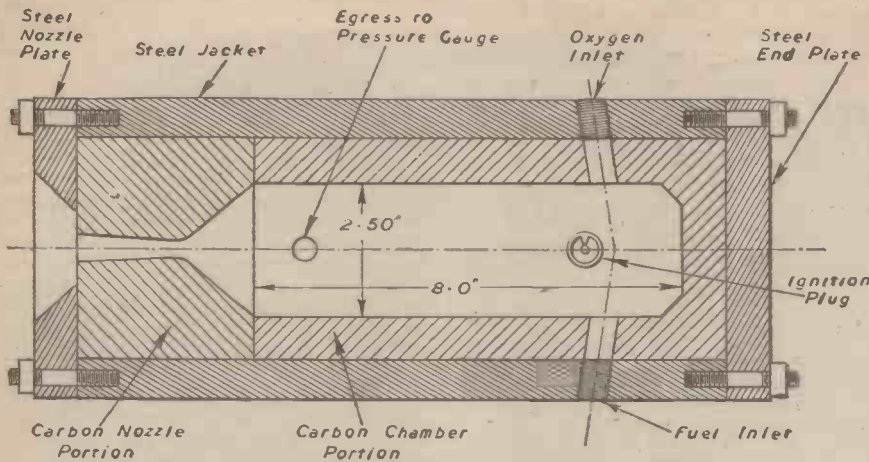 Steel
Nozzle
Plate
Steel Jacket
Egress to
Pressure Gauge
Oxygen
Inlet
Steel
End Plate
2·50"
8·0"
Ignition
Plug
Carbon Nozzle
Portion
Carbon Chamber
Portion
Fuel Inlet